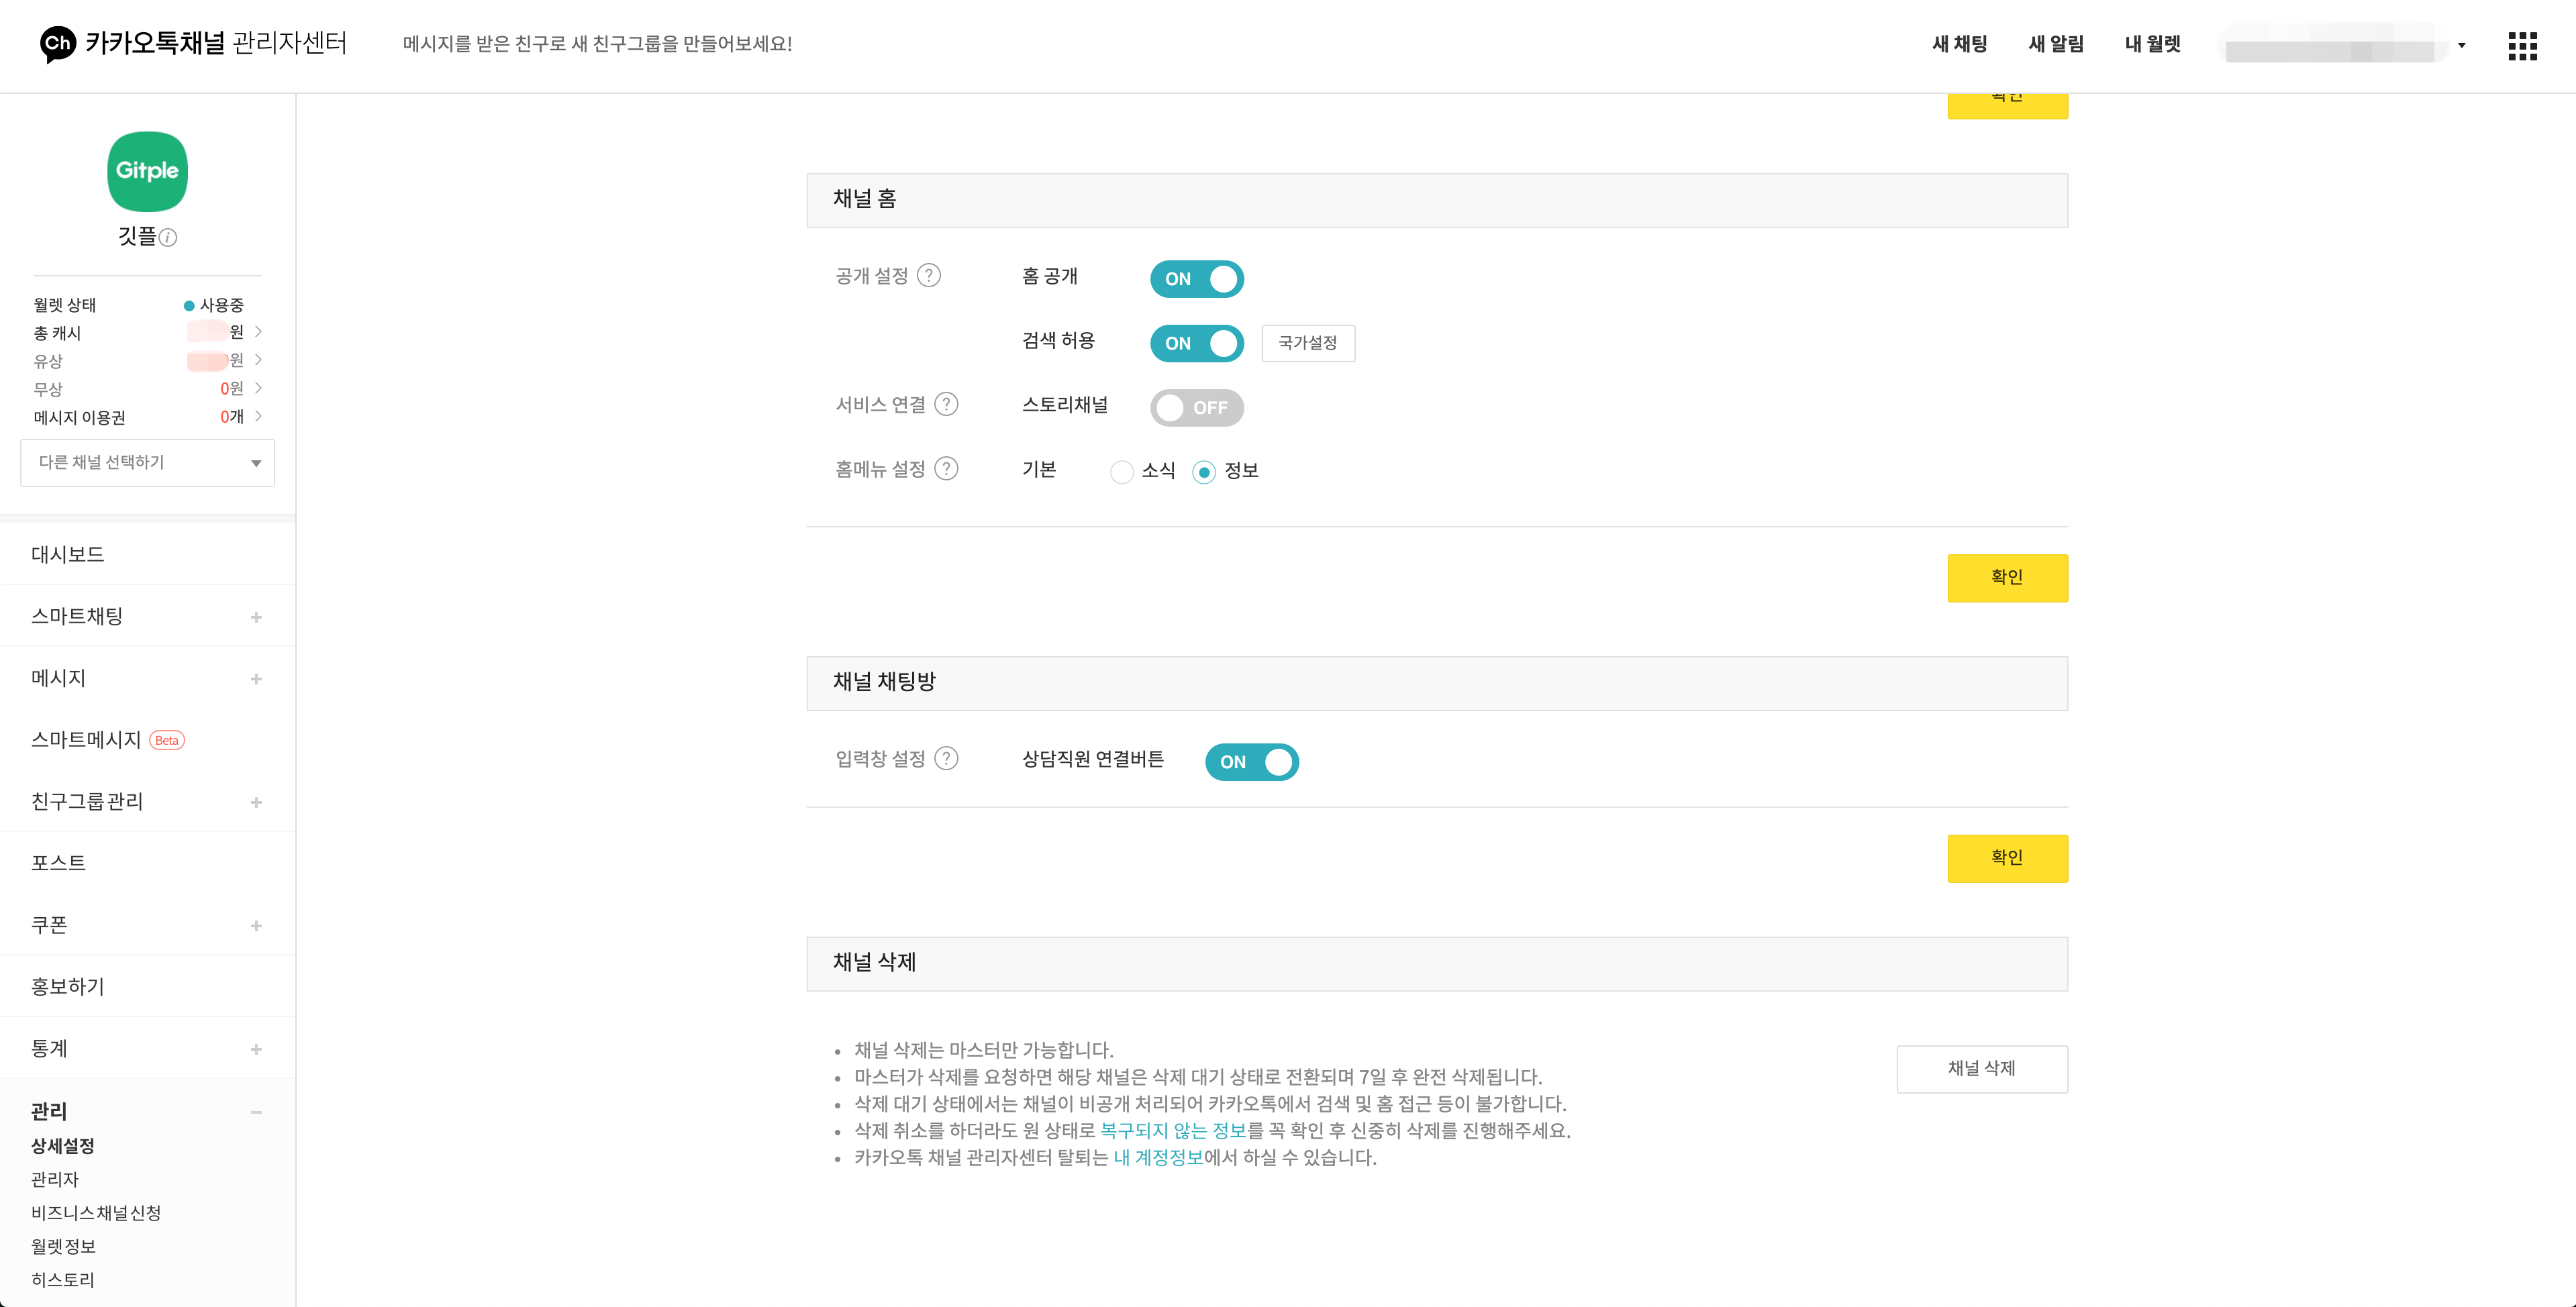 Ch 카카오톡채널 관리자센터 메시지를 받은 친구로 새 친구그룹을 만들어보세요! 새 채팅 새 알림 내 월렛
Gitple
깃플
월렛 상태 사용중
총 캐시 원
유상 원
무상 0원
메시지 이용권 0개
다른 채널 선택하기
대시보드
스마트채팅
메시지
스마트메시지 Beta
친구그룹관리
포스트
쿠폰
홍보하기
통계
관리
상세설정
관리자
비즈니스채널신청
월렛정보
히스토리
확인
채널 홈
공개 설정 ? 홈 공개 ON
검색 허용 ON 국가설정
서비스 연결 ? 스토리채널 OFF
홈메뉴 설정 ? 기본 소식 정보
확인
채널 채팅방
입력창 설정 ? 상담직원 연결버튼 ON
확인
채널 삭제
• 채널 삭제는 마스터만 가능합니다.
• 마스터가 삭제를 요청하면 해당 채널은 삭제 대기 상태로 전환되며 7일 후 완전 삭제됩니다.
• 삭제 대기 상태에서는 채널이 비공개 처리되어 카카오톡에서 검색 및 홈 접근 등이 불가합니다.
• 삭제 취소를 하더라도 원 상태로 복구되지 않는 정보를 꼭 확인 후 신중히 삭제를 진행해주세요.
• 카카오톡 채널 관리자센터 탈퇴는 내 계정정보에서 하실 수 있습니다.
채널 삭제